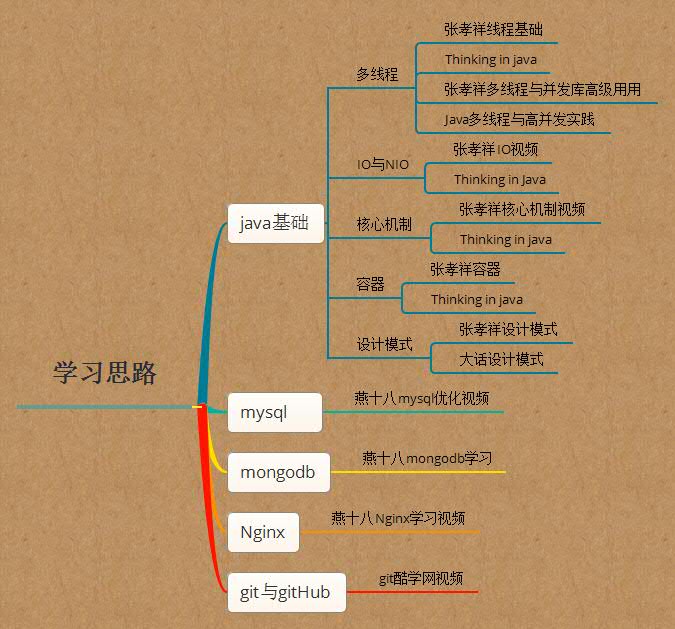 学习思路
java基础
多线程
张孝祥线程基础
Thinking in java
张孝祥多线程与并发库高级用用
Java多线程与高并发实践
IO与NIO
张孝祥IO视频
Thinking in Java
核心机制
张孝祥核心机制视频
Thinking in java
容器
张孝祥容器
Thinking in java
设计模式
张孝祥设计模式
大话设计模式
mysql
燕十八mysql优化视频
mongodb
燕十八mongodb学习
Nginx
燕十八Nginx学习视频
git与gitHub
git酷学网视频